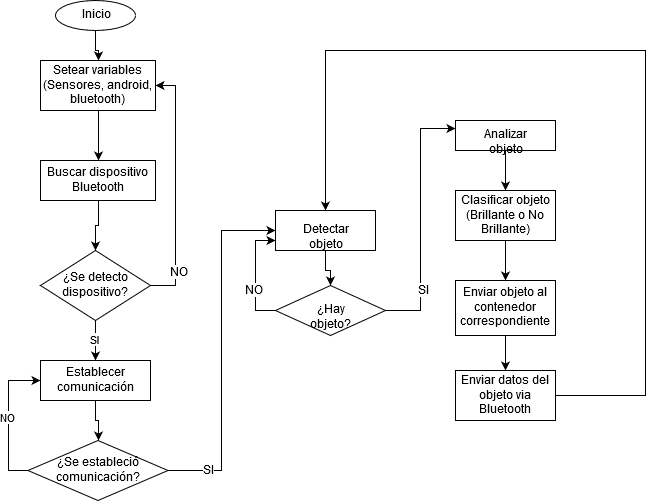 Inicio
Setear variables
(Sensores, android,
bluetooth)
Buscar dispositivo
Bluetooth
¿Se detecto
dispositivo?
NO
SI
Establecer
comunicación
NO
¿Se estableció
comunicación?
SI
Detectar
objeto
NO
¿Hay
objeto?
SI
Analizar
objeto
Clasificar objeto
(Brillante o No
Brillante)
Enviar objeto al
contenedor
correspondiente
Enviar datos del
objeto via
Bluetooth